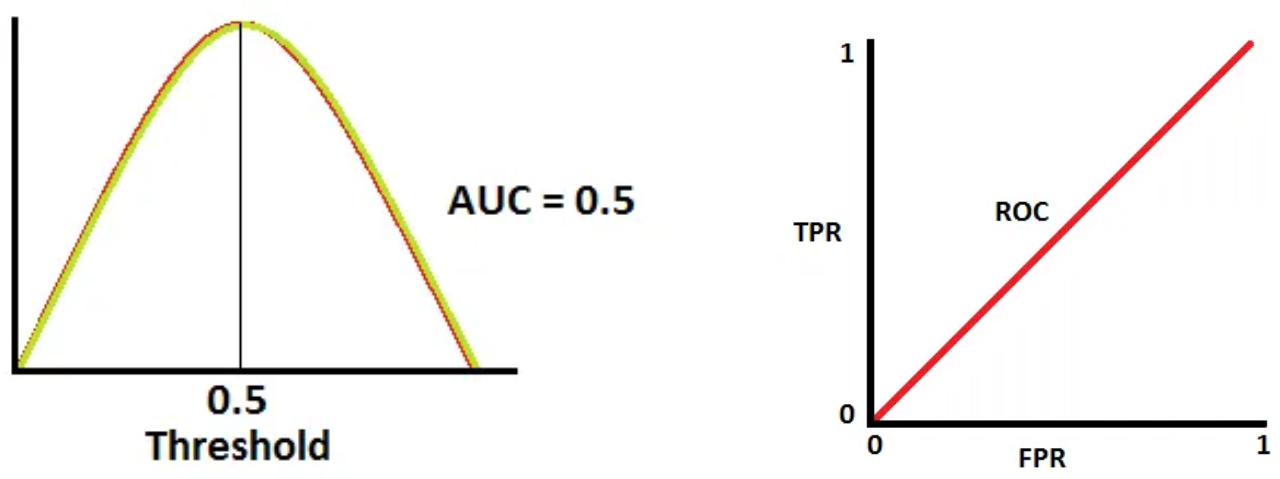 AUC = 0.5
0.5
Threshold
1
TPR
ROC
0
0
1
FPR